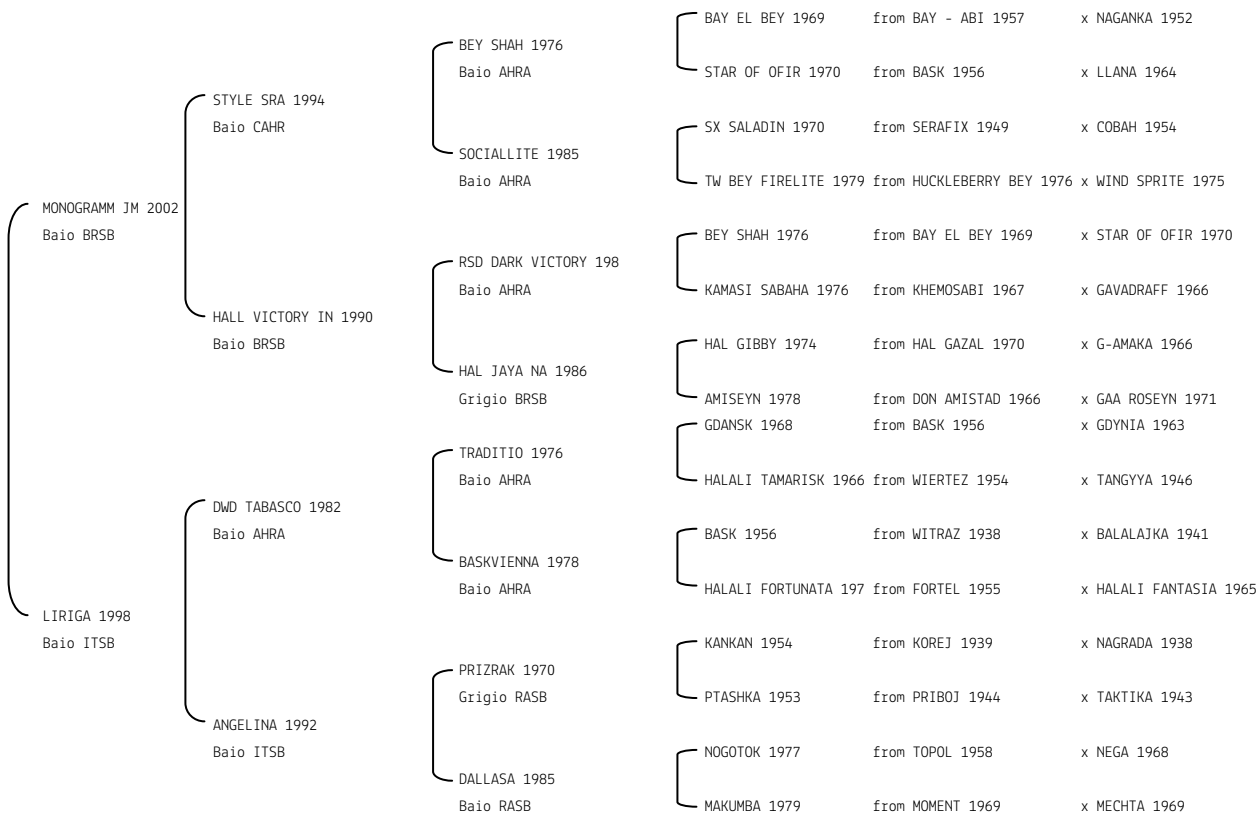 BAY EL BEY 1969 from BAY - ABI 1957 x NAGANKA 1952
BEY SHAH 1976
Baio AHRA
STAR OF OFIR 1970 from BASK 1956 x LLANA 1964
STYLE SRA 1994
Baio CAHR
SX SALADIN 1970 from SERAFIX 1949 x COBAH 1954
SOCIALLITE 1985
Baio AHRA
TW BEY FIRELITE 1979 from HUCKLEBERRY BEY 1976 x WIND SPRITE 1975
MONOGRAMM JM 2002
Baio BRSB
BEY SHAH 1976 from BAY EL BEY 1969 x STAR OF OFIR 1970
RSD DARK VICTORY 198
Baio AHRA
KAMASI SABAHA 1976 from KHEMOSABI 1967 x GAVADRAFF 1966
HALL VICTORY IN 1990
Baio BRSB
HAL GIBBY 1974 from HAL GAZAL 1970 x G-AMAKA 1966
HAL JAYA NA 1986
Grigio BRSB
AMISEYN 1978 from DON AMISTAD 1966 x GAA ROSEYN 1971
GDANSK 1968 from BASK 1956 x GDYNIA 1963
TRADITIO 1976
Baio AHRA
HALALI TAMARISK 1966 from WIERTEZ 1954 x TANGYYA 1946
DWD TABASCO 1982
Baio AHRA
BASK 1956 from WITRAZ 1938 x BALALAJKA 1941
BASKVIENNA 1978
Baio AHRA
HALALI FORTUNATA 197 from FORTEL 1955 x HALALI FANTASIA 1965
LIRIGA 1998
Baio ITSB
KANKAN 1954 from KOREJ 1939 x NAGRADA 1938
PRIZRAK 1970
Grigio RASB
PTASHKA 1953 from PRIBOJ 1944 x TAKTIKA 1943
ANGELINA 1992
Baio ITSB
NOGOTOK 1977 from TOPOL 1958 x NEGA 1968
DALLASA 1985
Baio RASB
MAKUMBA 1979 from MOMENT 1969 x MECHTA 1969